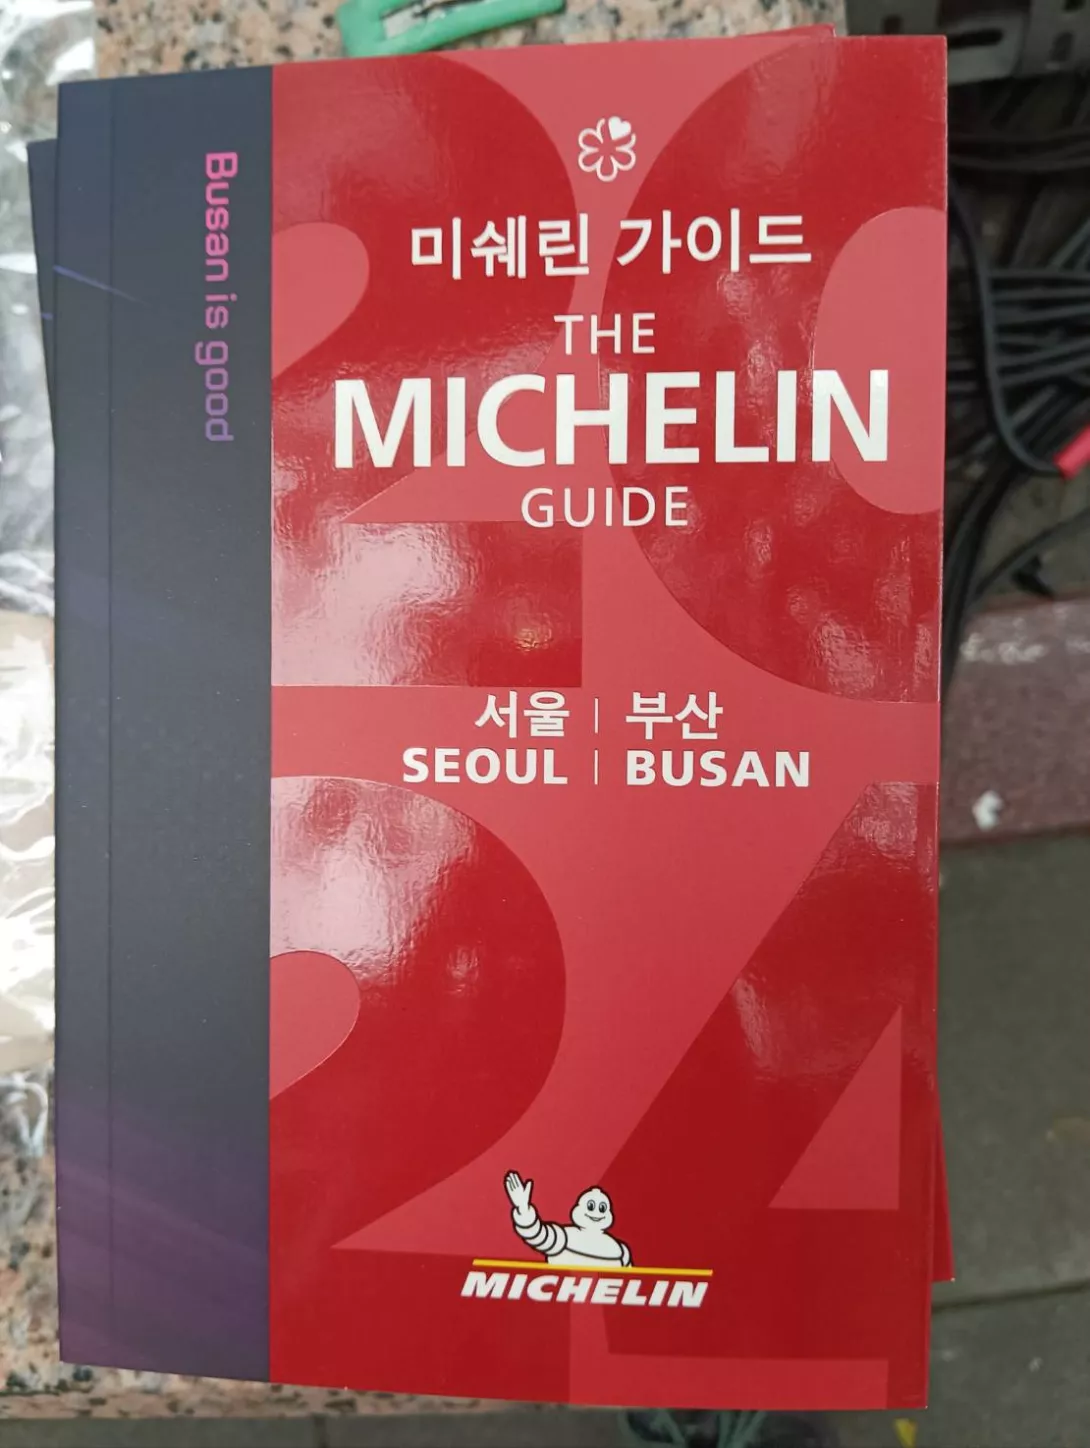 Busan is good
미쉐린 가이드
THE
MICHELIN
GUIDE
서울 | 부산
SEOUL | BUSAN
2024
MICHELIN